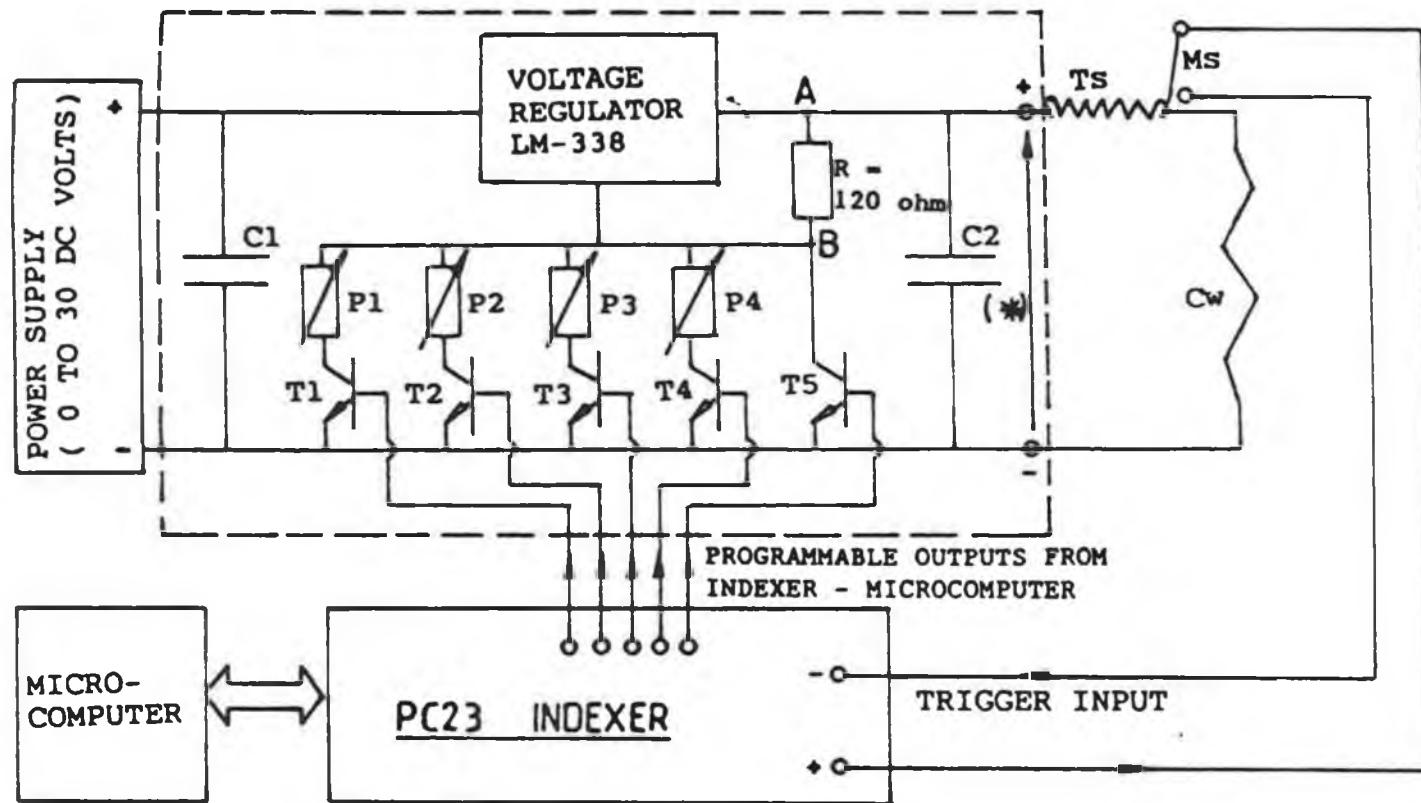 POWER SUPPLY
( 0 TO 30 DC VOLTS)
+
-
C1
VOLTAGE
REGULATOR
LM-338
A
R =
120 ohm
B
P1
P2
P3
P4
T1
T2
T3
T4
T5
C2
(*)
+
-
Ts
Ms
Cw
PROGRAMMABLE OUTPUTS FROM
INDEXER - MICROCOMPUTER
MICRO-
COMPUTER
PC23 INDEXER
-
TRIGGER INPUT
+